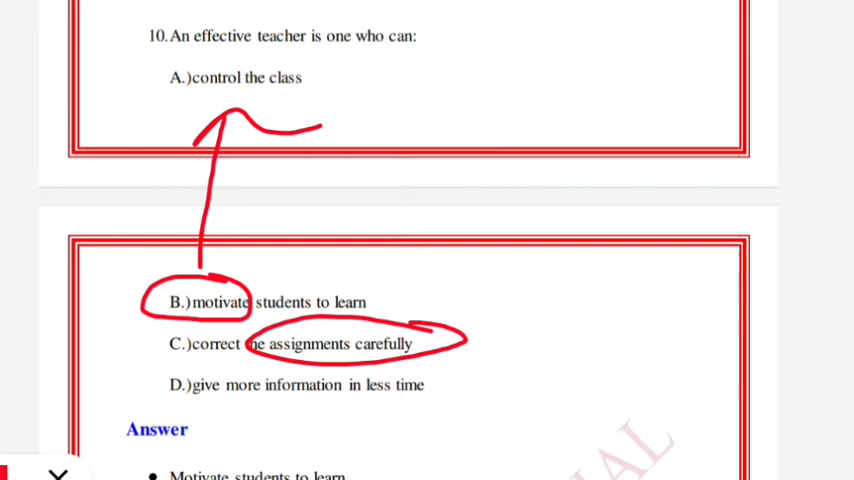 10. An effective teacher is one who can:
A.)control the class
B.)motivate students to learn
C.)correct the assignments carefully
D.)give more information in less time
Answer
Motivate students to learn